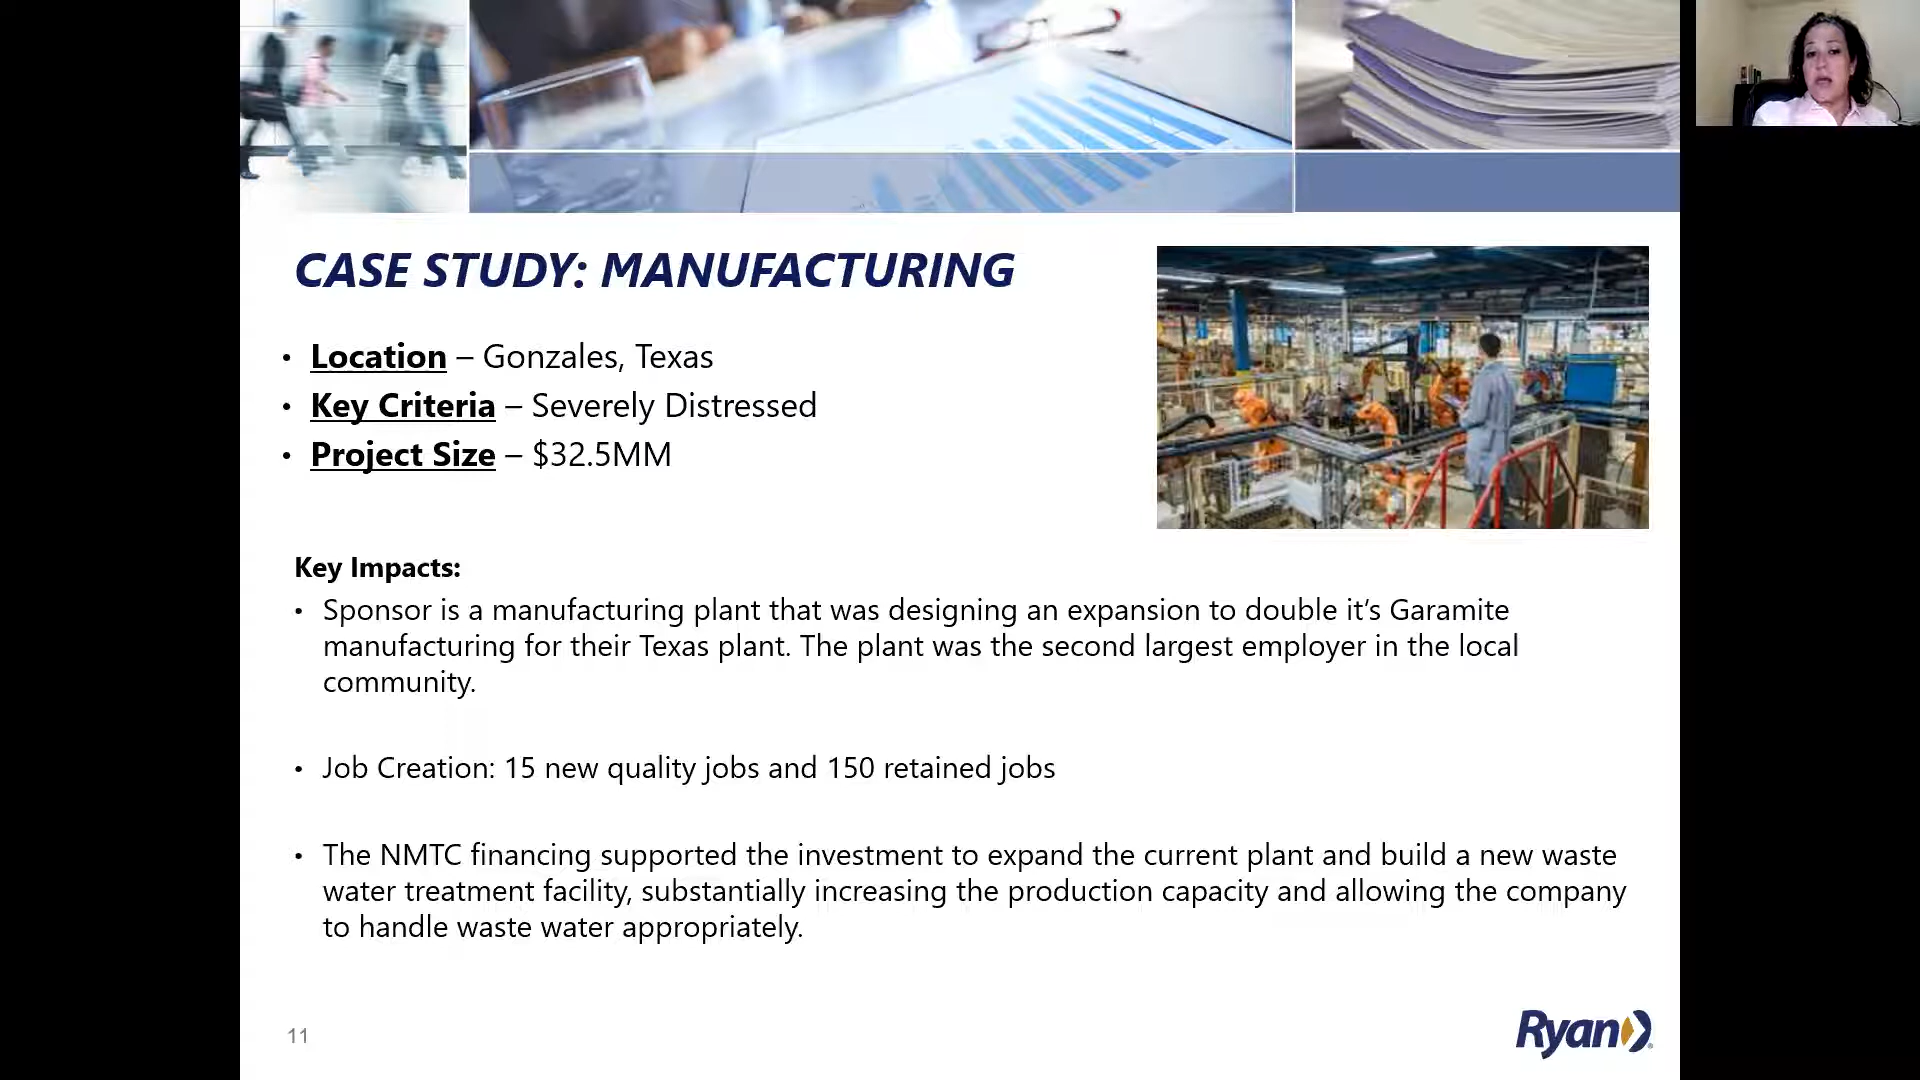 CASE STUDY: MANUFACTURING
• Location – Gonzales, Texas
• Key Criteria – Severely Distressed
• Project Size – $32.5MM
Key Impacts:
• Sponsor is a manufacturing plant that was designing an expansion to double it’s Garamite
manufacturing for their Texas plant. The plant was the second largest employer in the local
community.
• Job Creation: 15 new quality jobs and 150 retained jobs
• The NMTC financing supported the investment to expand the current plant and build a new waste
water treatment facility, substantially increasing the production capacity and allowing the company
to handle waste water appropriately.
11
Ryan